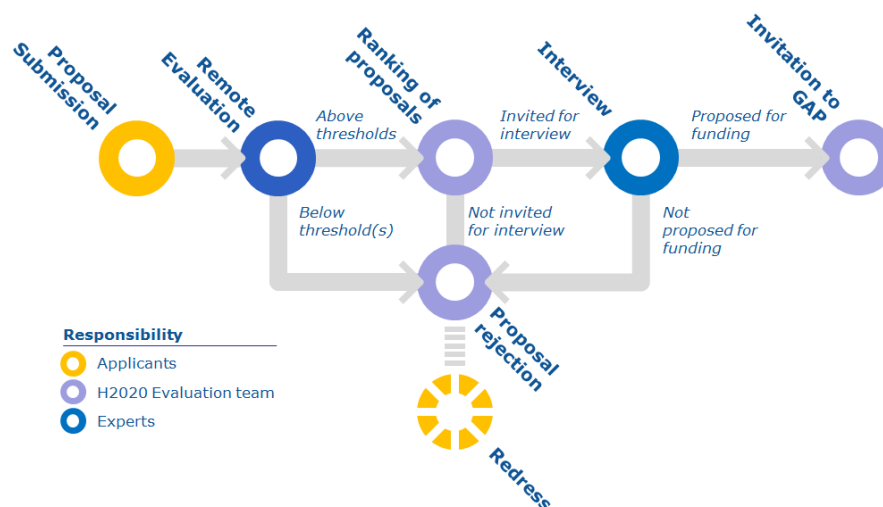 Proposal
Submission
Remote
Evaluation
Ranking of
proposals
Interview
Invitation to
GAP
Above
thresholds
Invited for
interview
Proposed for
funding
Below
threshold(s)
Not invited
for interview
Not
proposed for
funding
Proposal
rejection
Redress
Responsibility
Applicants
H2020 Evaluation team
Experts